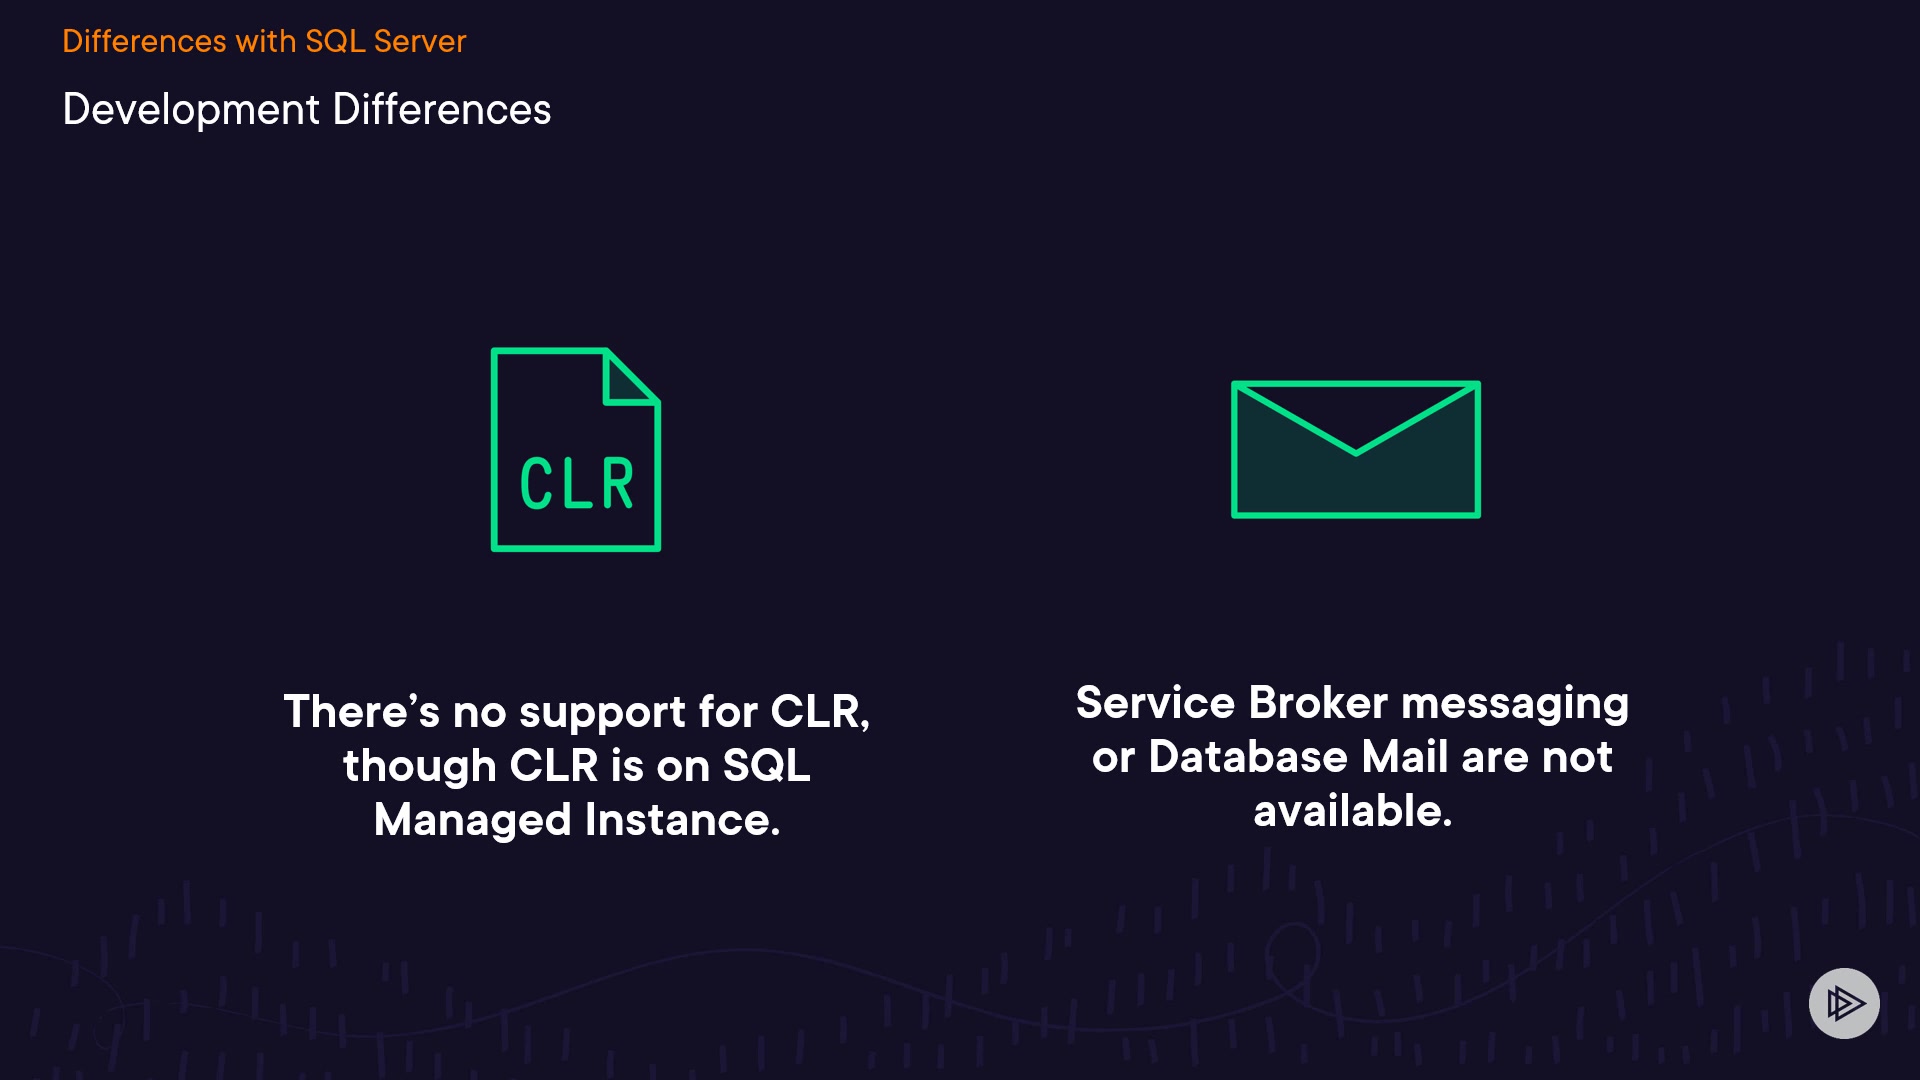 Differences with SQL Server
Development Differences
CLR
There’s no support for CLR,
though CLR is on SQL
Managed Instance.
Service Broker messaging
or Database Mail are not
available.